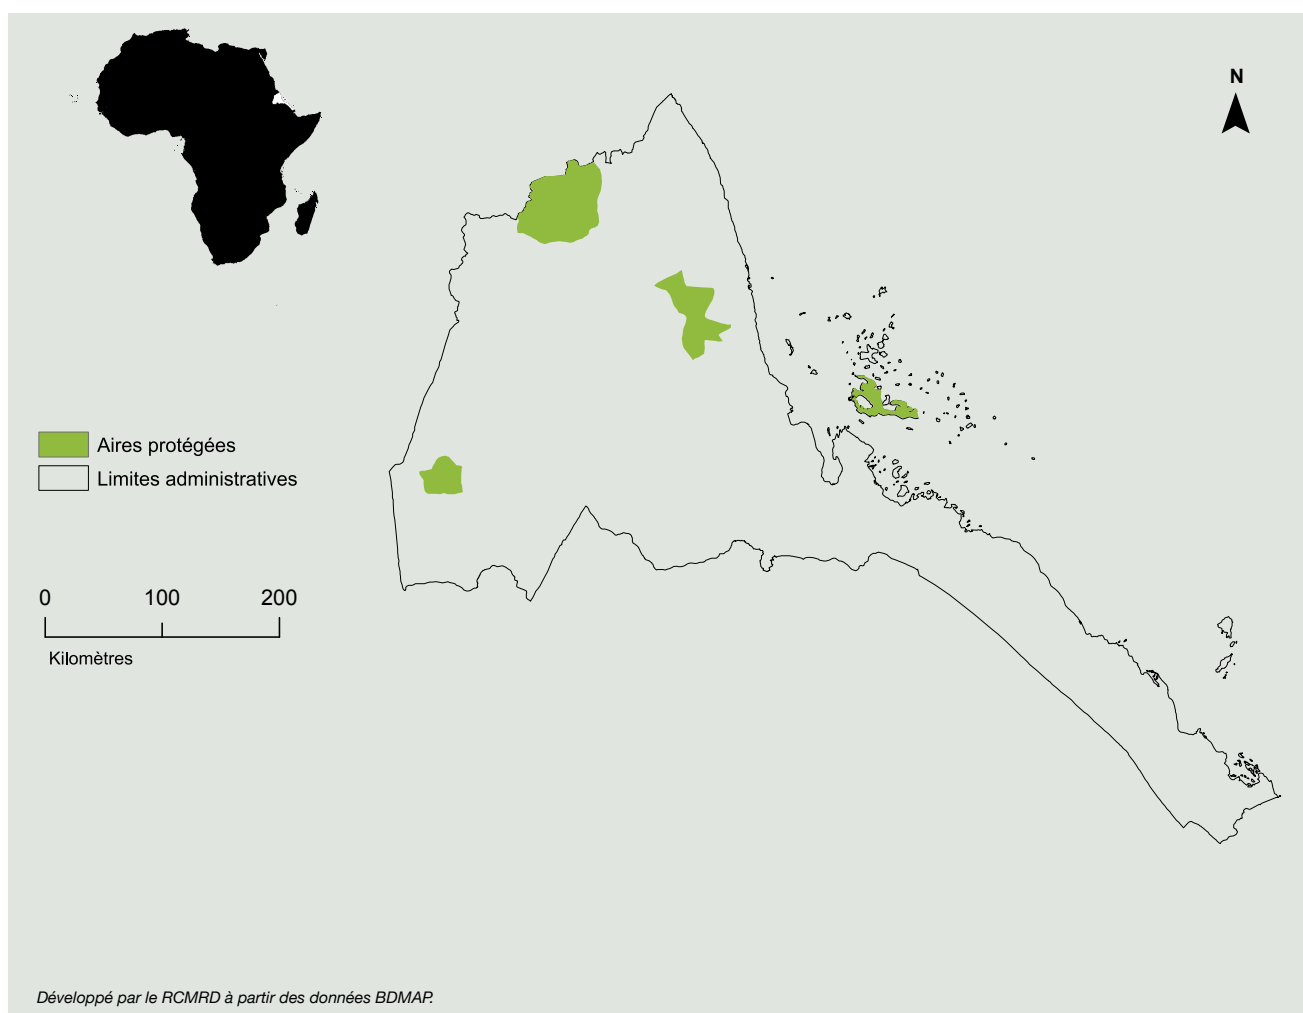 N
Aires protégées
Limites administratives
0 100 200
Kilomètres
Développé par le RCMRD à partir des données BDMAP.